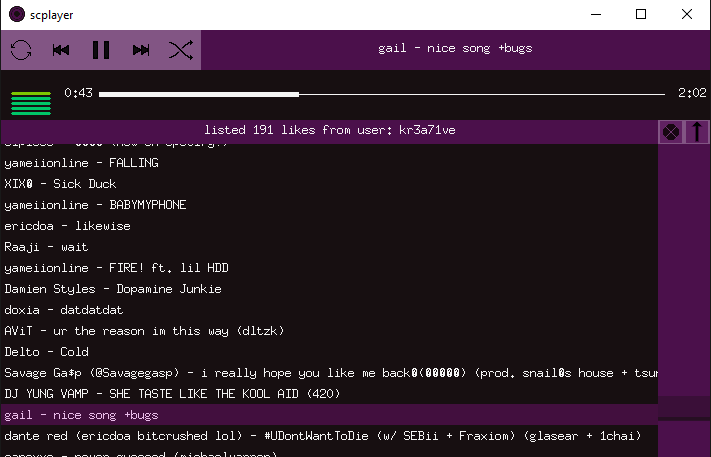 scplayer
gail - nice song +bugs
0:43
2:02
listed 191 likes from user: kr3a71ve
yameiionline - FALLING
XIX0 - Sick Duck
yameiionline - BABYMYPHONE
ericdoa - likewise
Raaji - wait
yameiionline - FIRE! ft. lil HDD
Damien Styles - Dopamine Junkie
doxia - datdatdat
AViT - ur the reason im this way (dltzk)
Delto - Cold
Savage Ga$p (@Savagegasp) - i really hope you like me back0(00000) (prod. snail0s house + tsun
DJ YUNG VAMP - SHE TASTE LIKE THE KOOL AID (420)
gail - nice song +bugs
dante red (ericdoa bitcrushed lol) - #UDontWantToDie (w/ SEBii + Fraxiom) (glasear + 1chai)